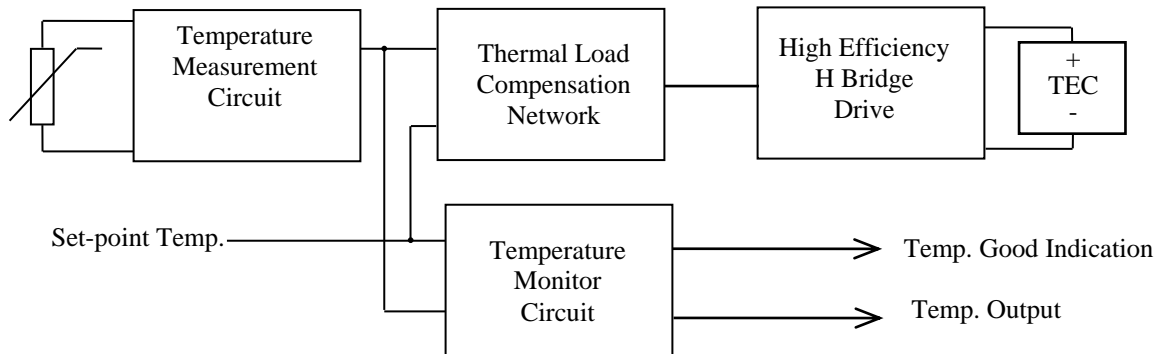 Temperature
Measurement
Circuit
Thermal Load
Compensation
Network
High Efficiency
H Bridge
Drive
+
TEC
-
Set-point Temp.
Temperature
Monitor
Circuit
Temp. Good Indication
Temp. Output